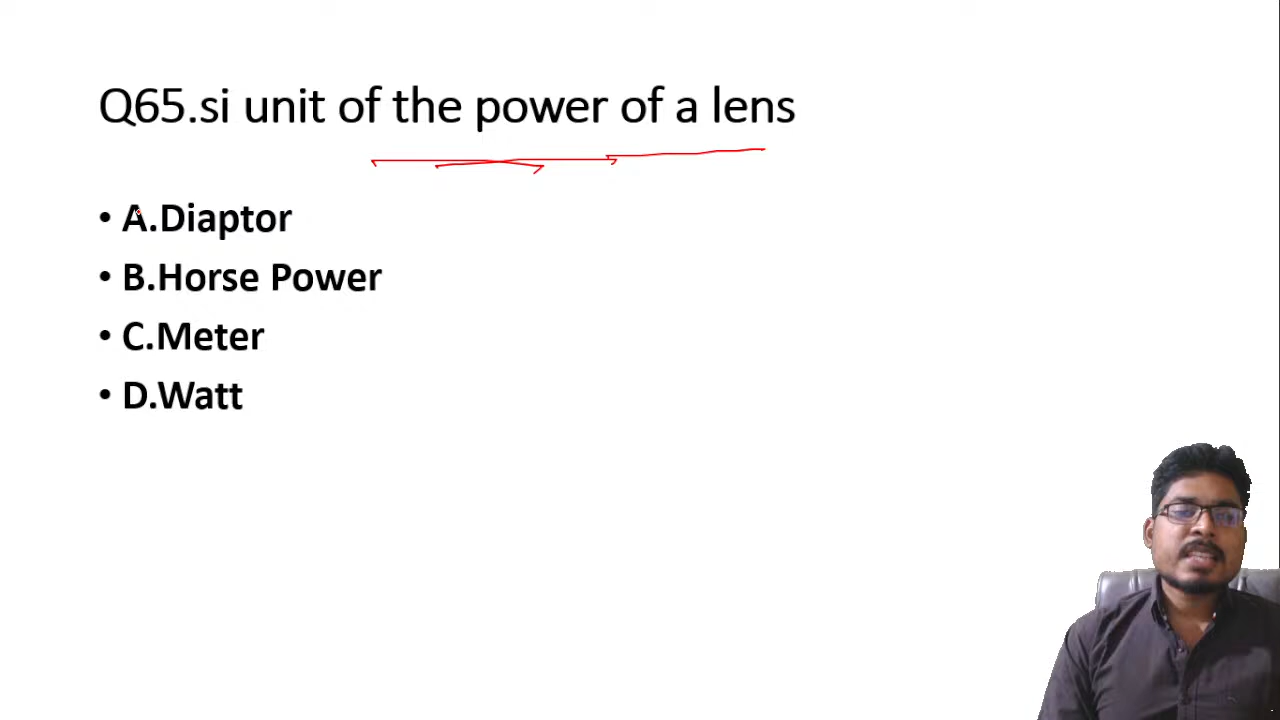 Q65.si unit of the power of a lens
• A.Diaptor
• B.Horse Power
• C.Meter
• D.Watt